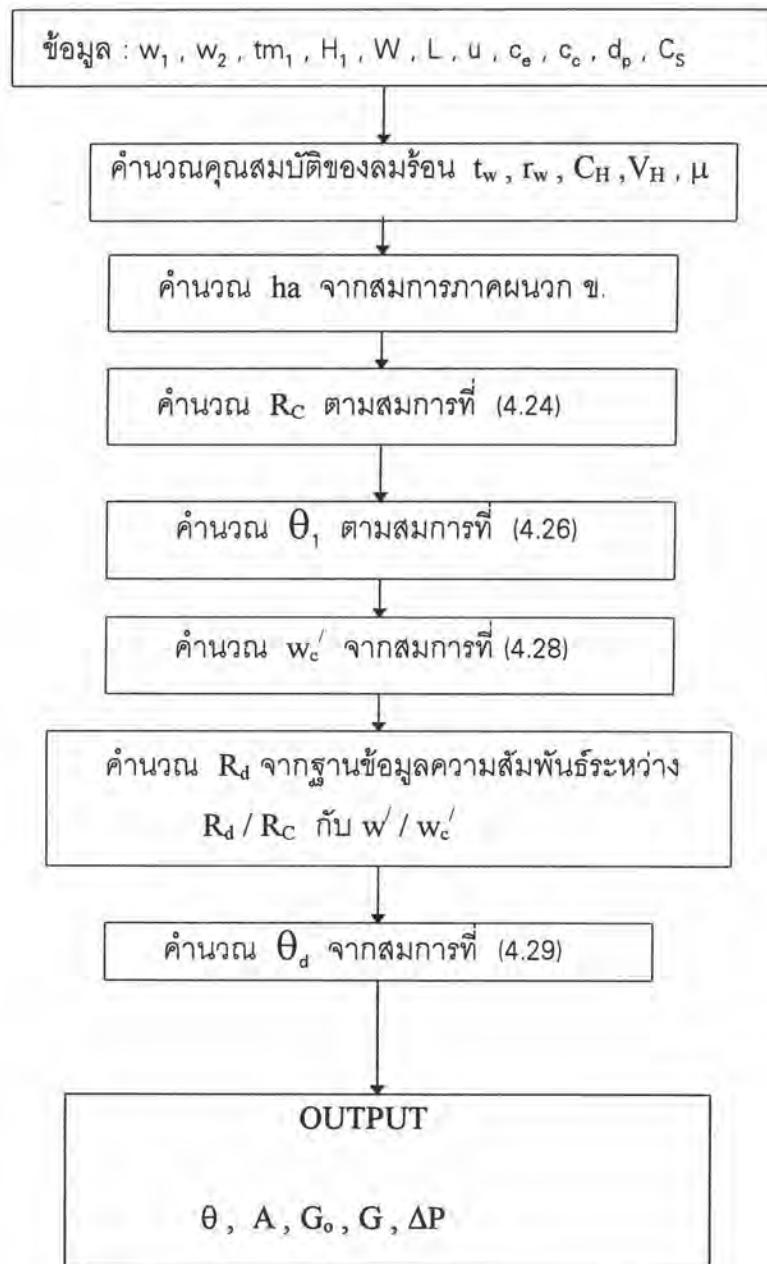 ข้อมูล : w₁ , w₂ , tm₁ , H₁ , W , L , u , cₑ , c꜀ , dₚ , Cₛ
คำนวณคุณสมบัติของลมร้อน t_w , r_w , C_H ,V_H , μ
คำนวณ ha จากสมการภาคผนวก ข.
คำนวณ R_C ตามสมการที่ (4.24)
คำนวณ θ₁ ตามสมการที่ (4.26)
คำนวณ w_c′ จากสมการที่ (4.28)
คำนวณ R_d จากฐานข้อมูลความสัมพันธ์ระหว่าง
R_d / R_C กับ w′ / w_c′
คำนวณ θ_d จากสมการที่ (4.29)
OUTPUT
θ , A , G₀ , G , ΔP